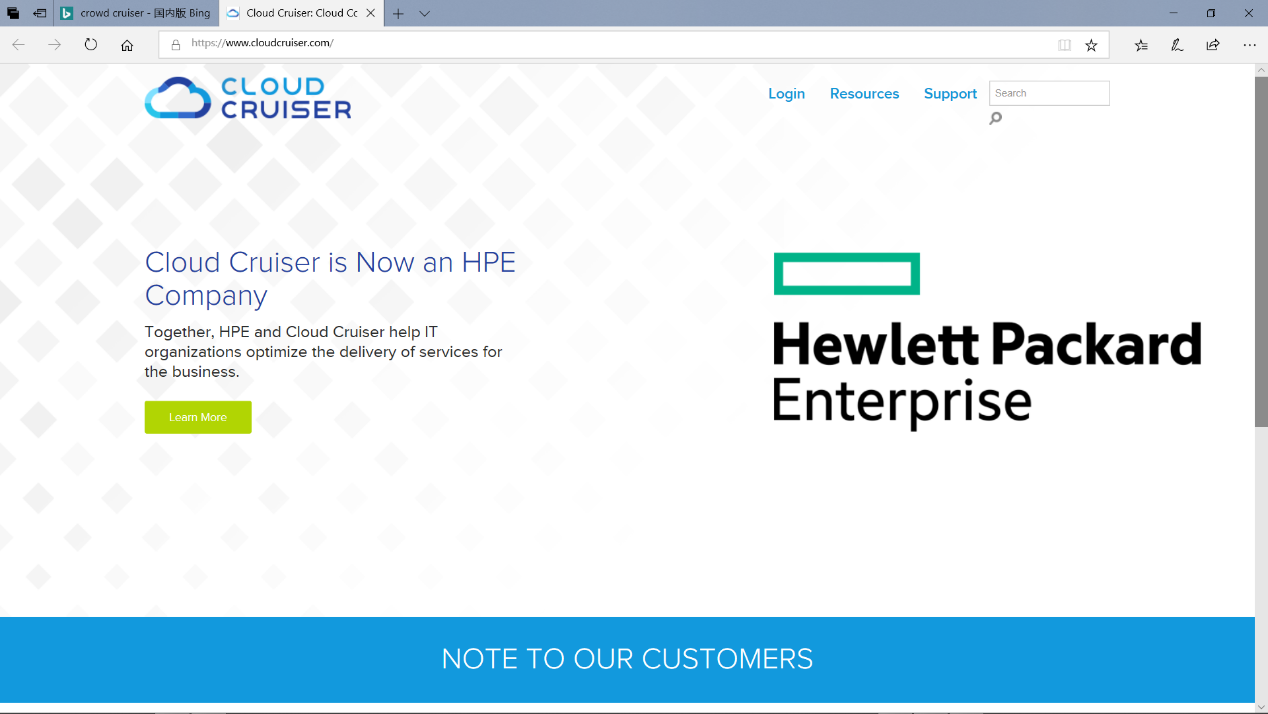 crowd cruiser - 国内版 Bing
Cloud Cruiser: Cloud Cc
https://www.cloudcruiser.com/
CLOUD
CRUISER
Login
Resources
Support
Search
Cloud Cruiser is Now an HPE
Company
Together, HPE and Cloud Cruiser help IT
organizations optimize the delivery of services for
the business.
Learn More
Hewlett Packard
Enterprise
NOTE TO OUR CUSTOMERS